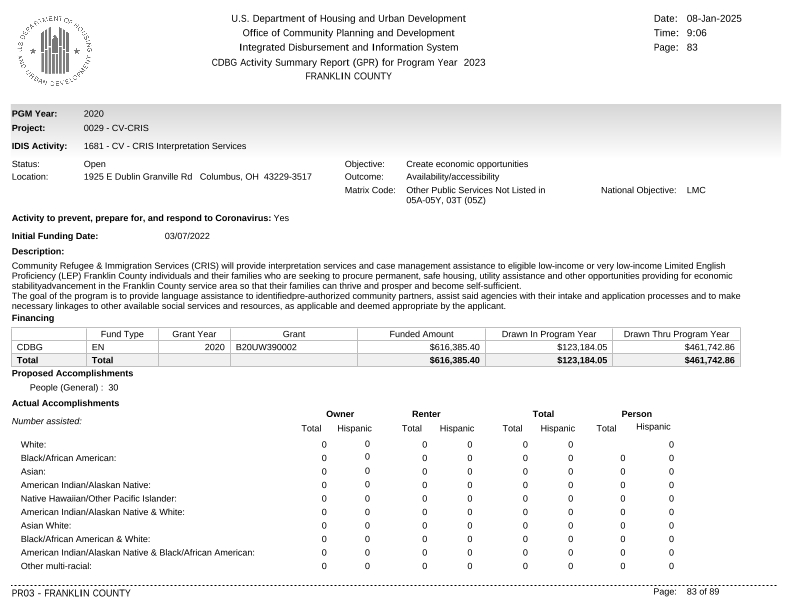 U.S. DEPARTMENT OF HOUSING AND URBAN DEVELOPMENT
U.S. Department of Housing and Urban Development
Office of Community Planning and Development
Integrated Disbursement and Information System
CDBG Activity Summary Report (GPR) for Program Year 2023
FRANKLIN COUNTY
Date: 08-Jan-2025
Time: 9:06
Page: 83
PGM Year: 2020
Project: 0029 - CV-CRIS
IDIS Activity: 1681 - CV - CRIS Interpretation Services
Status: Open Objective: Create economic opportunities
Location: 1925 E Dublin Granville Rd Columbus, OH 43229-3517 Outcome: Availability/accessibility
Matrix Code: Other Public Services Not Listed in National Objective: LMC
05A-05Y, 03T (05Z)
Activity to prevent, prepare for, and respond to Coronavirus: Yes
Initial Funding Date: 03/07/2022
Description:
Community Refugee & Immigration Services (CRIS) will provide interpretation services and case management assistance to eligible low-income or very low-income Limited English
Proficiency (LEP) Franklin County individuals and their families who are seeking to procure permanent, safe housing, utility assistance and other opportunities providing for economic
stabilityadvancement in the Franklin County service area so that their families can thrive and prosper and become self-sufficient.
The goal of the program is to provide language assistance to identifiedpre-authorized community partners, assist said agencies with their intake and application processes and to make
necessary linkages to other available social services and resources, as applicable and deemed appropriate by the applicant.
Financing
Fund Type Grant Year Grant Funded Amount Drawn In Program Year Drawn Thru Program Year
CDBG EN 2020 B20UW390002 $616,385.40 $123,184.05 $461,742.86
Total Total $616,385.40 $123,184.05 $461,742.86
Proposed Accomplishments
People (General) : 30
Actual Accomplishments
Owner Renter Total Person
Number assisted:
Total Hispanic Total Hispanic Total Hispanic Total Hispanic
White: 0 0 0 0 0 0 0
Black/African American: 0 0 0 0 0 0 0 0
Asian: 0 0 0 0 0 0 0 0
American Indian/Alaskan Native: 0 0 0 0 0 0 0 0
Native Hawaiian/Other Pacific Islander: 0 0 0 0 0 0 0 0
American Indian/Alaskan Native & White: 0 0 0 0 0 0 0 0
Asian White: 0 0 0 0 0 0 0 0
Black/African American & White: 0 0 0 0 0 0 0 0
American Indian/Alaskan Native & Black/African American: 0 0 0 0 0 0 0 0
Other multi-racial: 0 0 0 0 0 0 0 0
PR03 - FRANKLIN COUNTY Page: 83 of 89